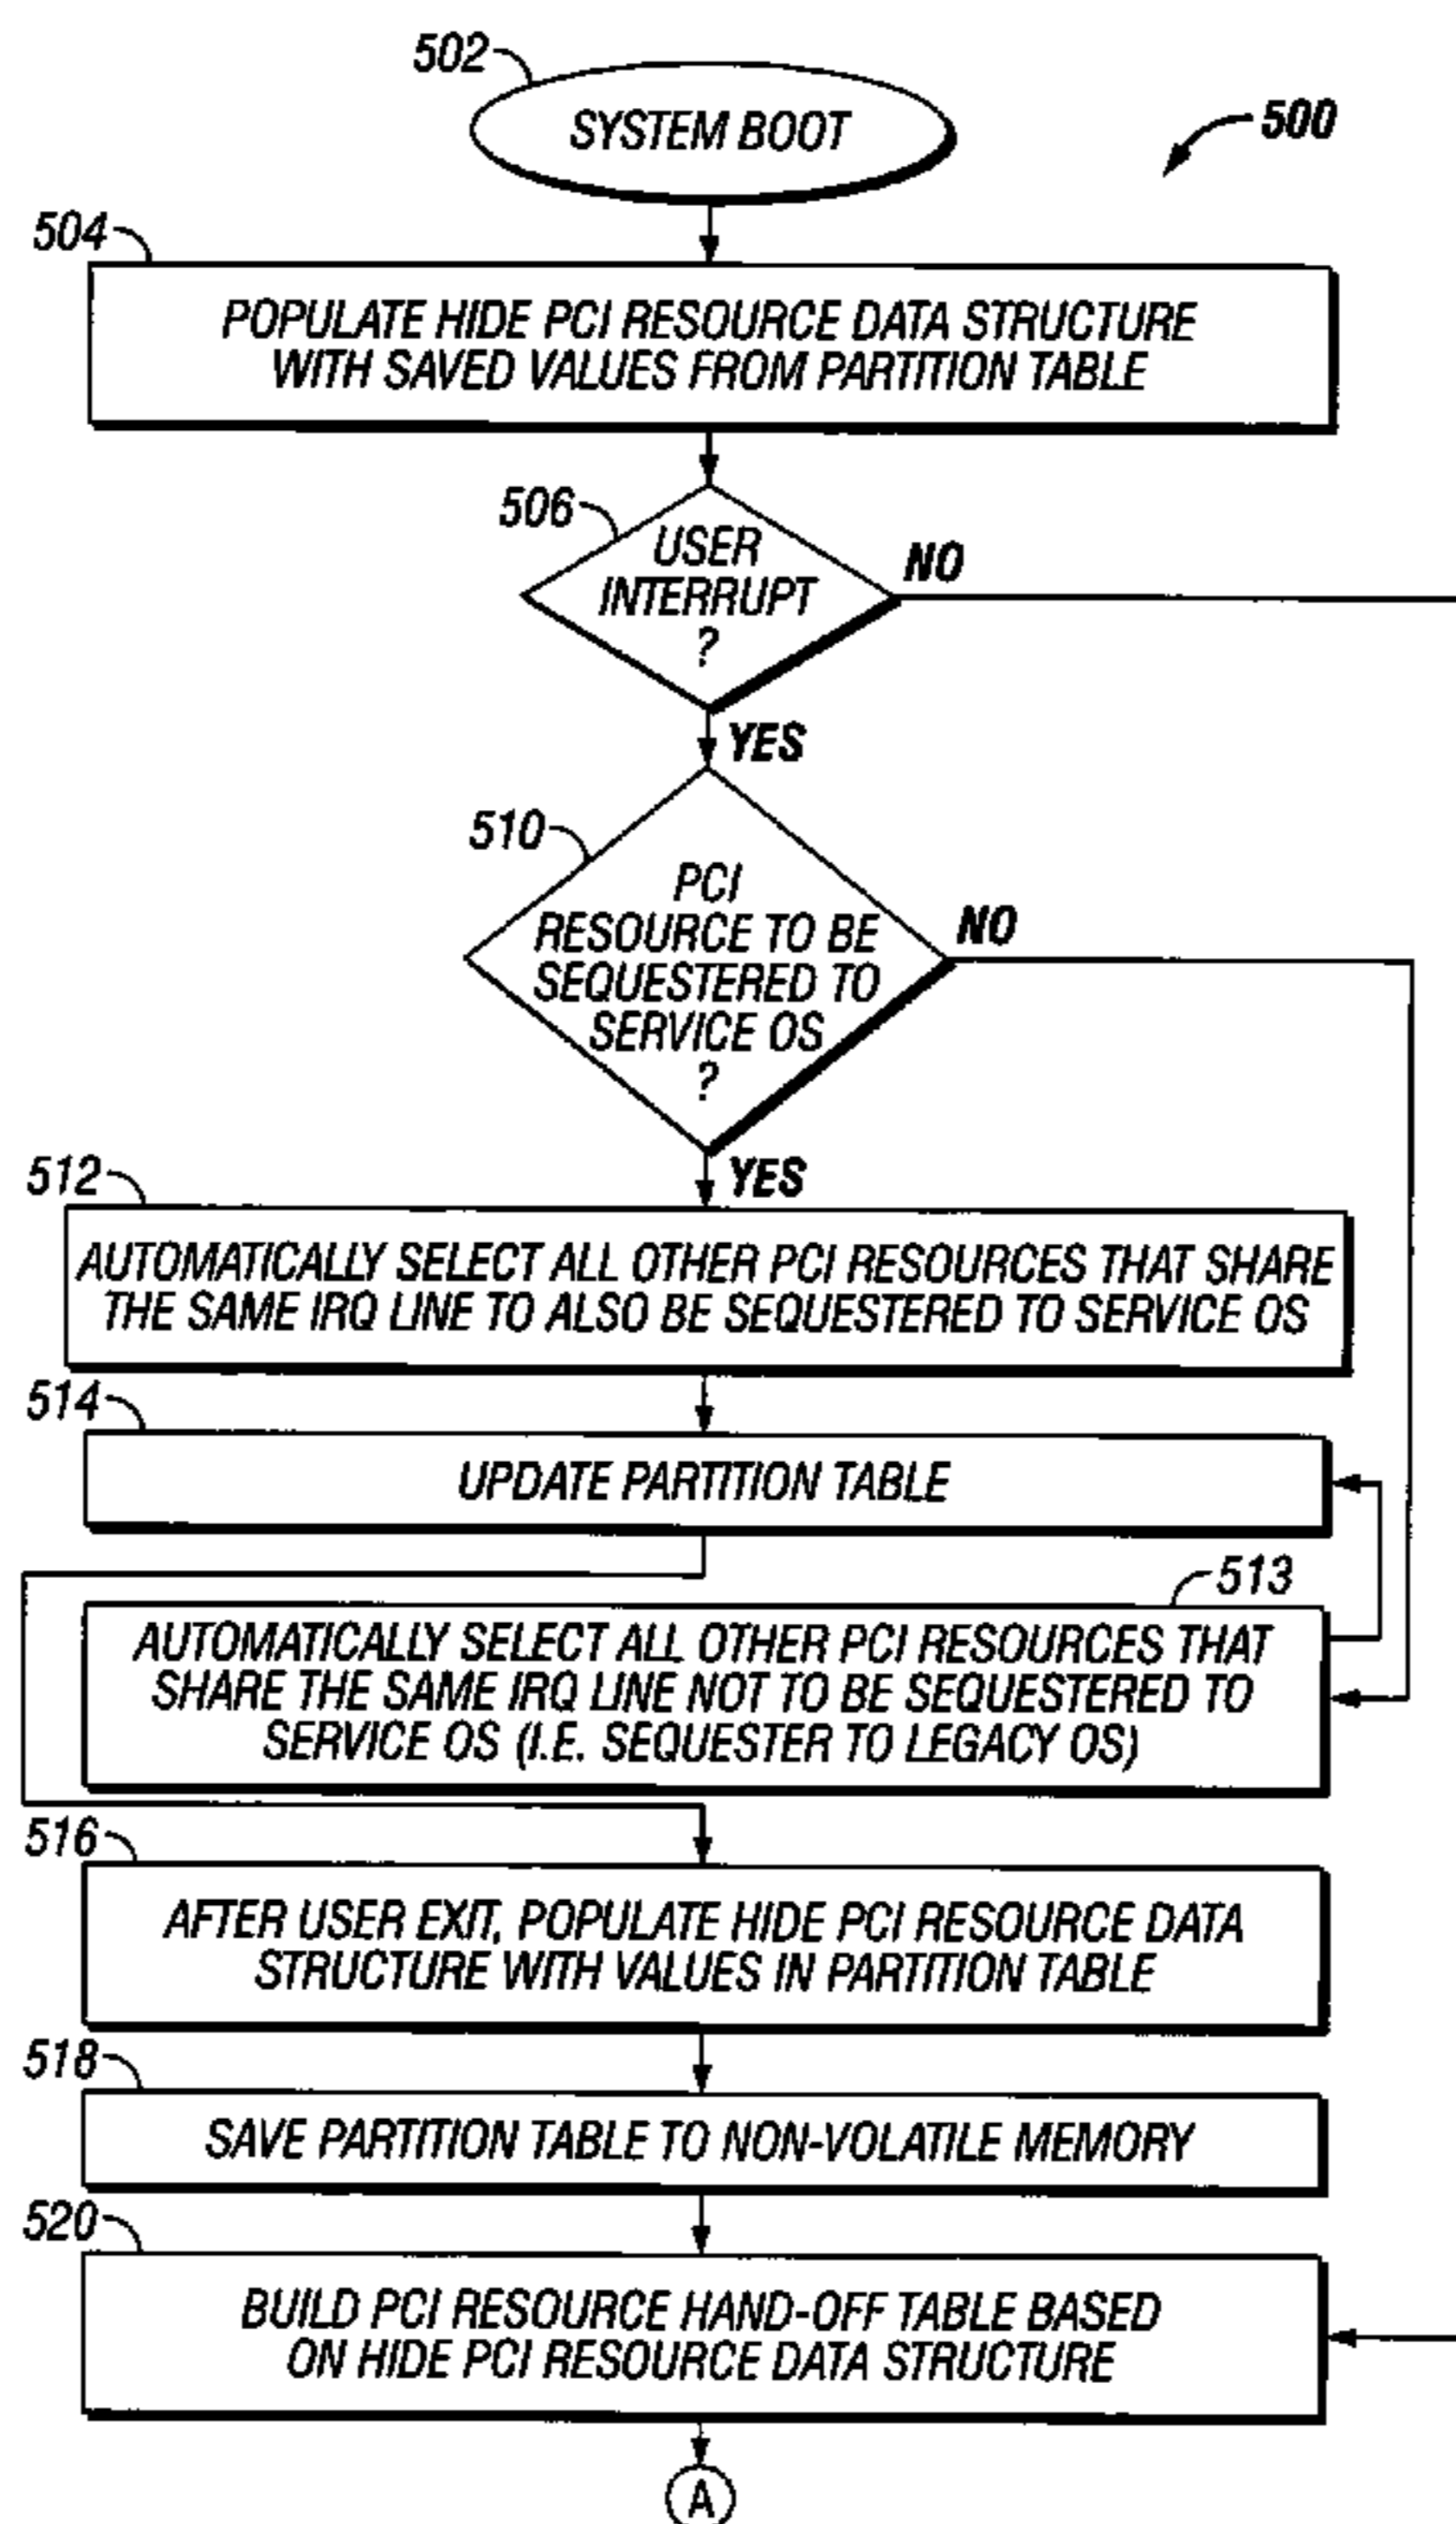 502
SYSTEM BOOT
500
504
POPULATE HIDE PCI RESOURCE DATA STRUCTURE
WITH SAVED VALUES FROM PARTITION TABLE
506
USER
INTERRUPT
?
NO
YES
510
PCI
RESOURCE TO BE
SEQUESTERED TO
SERVICE OS
?
NO
YES
512
AUTOMATICALLY SELECT ALL OTHER PCI RESOURCES THAT SHARE
THE SAME IRQ LINE TO ALSO BE SEQUESTERED TO SERVICE OS
514
UPDATE PARTITION TABLE
513
AUTOMATICALLY SELECT ALL OTHER PCI RESOURCES THAT
SHARE THE SAME IRQ LINE NOT TO BE SEQUESTERED TO
SERVICE OS (I.E. SEQUESTER TO LEGACY OS)
516
AFTER USER EXIT, POPULATE HIDE PCI RESOURCE DATA
STRUCTURE WITH VALUES IN PARTITION TABLE
518
SAVE PARTITION TABLE TO NON-VOLATILE MEMORY
520
BUILD PCI RESOURCE HAND-OFF TABLE BASED
ON HIDE PCI RESOURCE DATA STRUCTURE
A